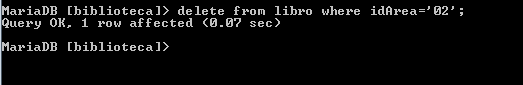 MariaDB [biblioteca]> delete from libro where idArea='02';
Query OK, 1 row affected (0.07 sec)
MariaDB [biblioteca]>